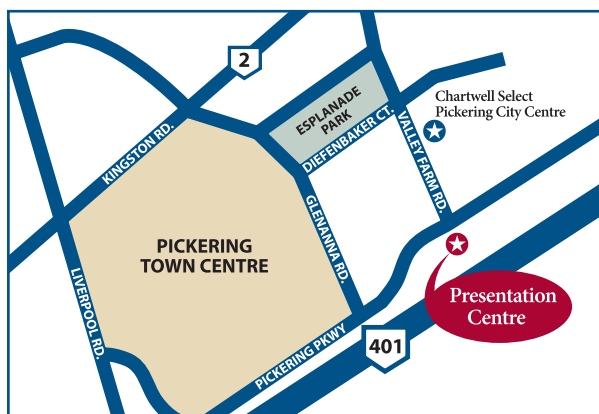 2
Chartwell Select
Pickering City Centre
ESPLANADE
PARK
KINGSTON RD.
DIEFENBAKER CT.
VALLEY FARM RD.
GLENANNA RD.
PICKERING
TOWN CENTRE
LIVERPOOL RD.
Presentation
Centre
PICKERING PKWY
401